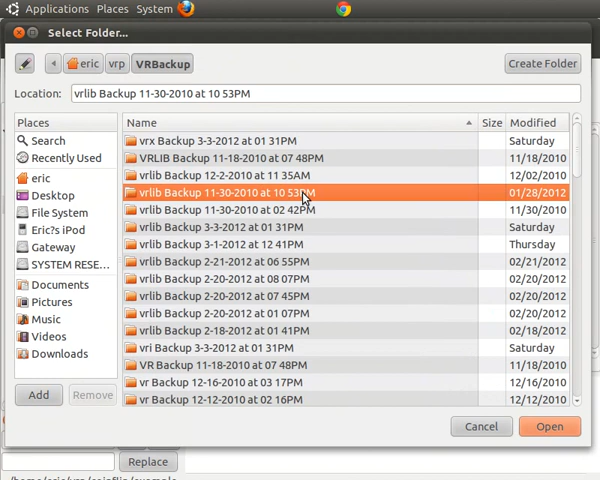 Applications Places System
Select Folder...
eric vrp VRBackup Create Folder
Location: vrlib Backup 11-30-2010 at 10 53PM
Places Name Size Modified
Search vrx Backup 3-3-2012 at 01 31PM Saturday
Recently Used VRLIB Backup 11-18-2010 at 07 48PM 11/18/2010
eric vrlib Backup 12-2-2010 at 11 35AM 12/02/2010
Desktop vrlib Backup 11-30-2010 at 10 53PM 01/28/2012
File System vrlib Backup 11-30-2010 at 02 42PM 11/30/2010
Eric?s iPod vrlib Backup 3-3-2012 at 01 31PM Saturday
Gateway vrlib Backup 3-1-2012 at 12 41PM Thursday
SYSTEM RESE... vrlib Backup 2-21-2012 at 06 55PM 02/21/2012
vrlib Backup 2-20-2012 at 08 07PM 02/20/2012
Documents
Pictures vrlib Backup 2-20-2012 at 07 45PM 02/20/2012
Music vrlib Backup 2-20-2012 at 01 07PM 02/20/2012
Videos vrlib Backup 2-18-2012 at 01 41PM 02/18/2012
Downloads vri Backup 3-3-2012 at 01 31PM Saturday
VR Backup 11-18-2010 at 07 48PM 11/18/2010
vr Backup 12-16-2010 at 03 17PM 12/16/2010
Add Remove vr Backup 12-12-2010 at 02 16PM 12/12/2010
Cancel Open
Replace